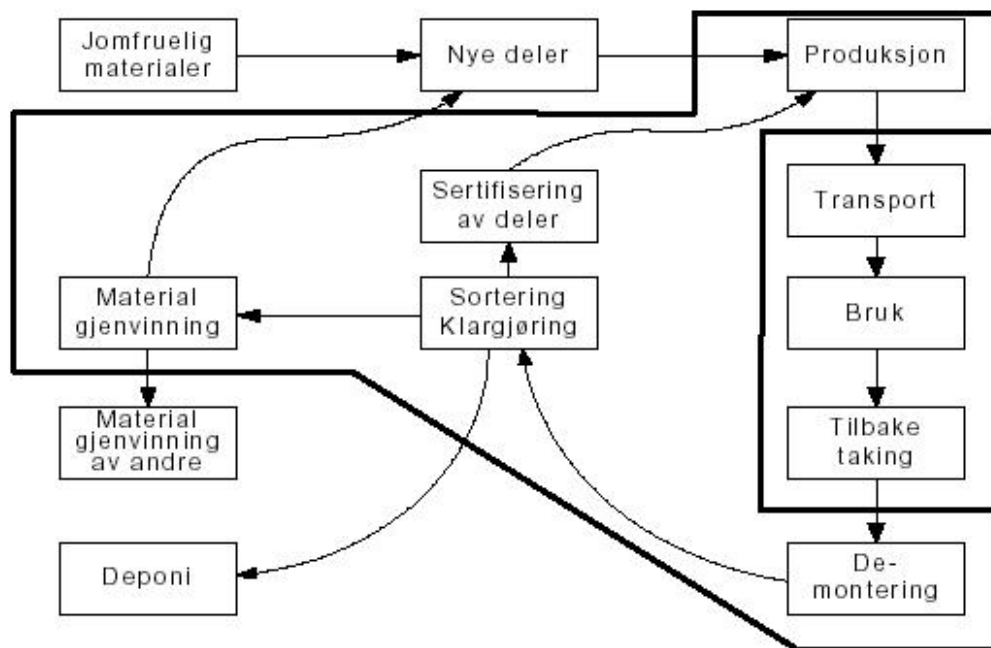 Jomfruelig
materialer
Nye deler
Produksjon
Sertifisering
av deler
Transport
Material
gjenvinning
Sortering
Klargjøring
Bruk
Material
gjenvinning
av andre
Tilbake
taking
Deponi
De-
montering